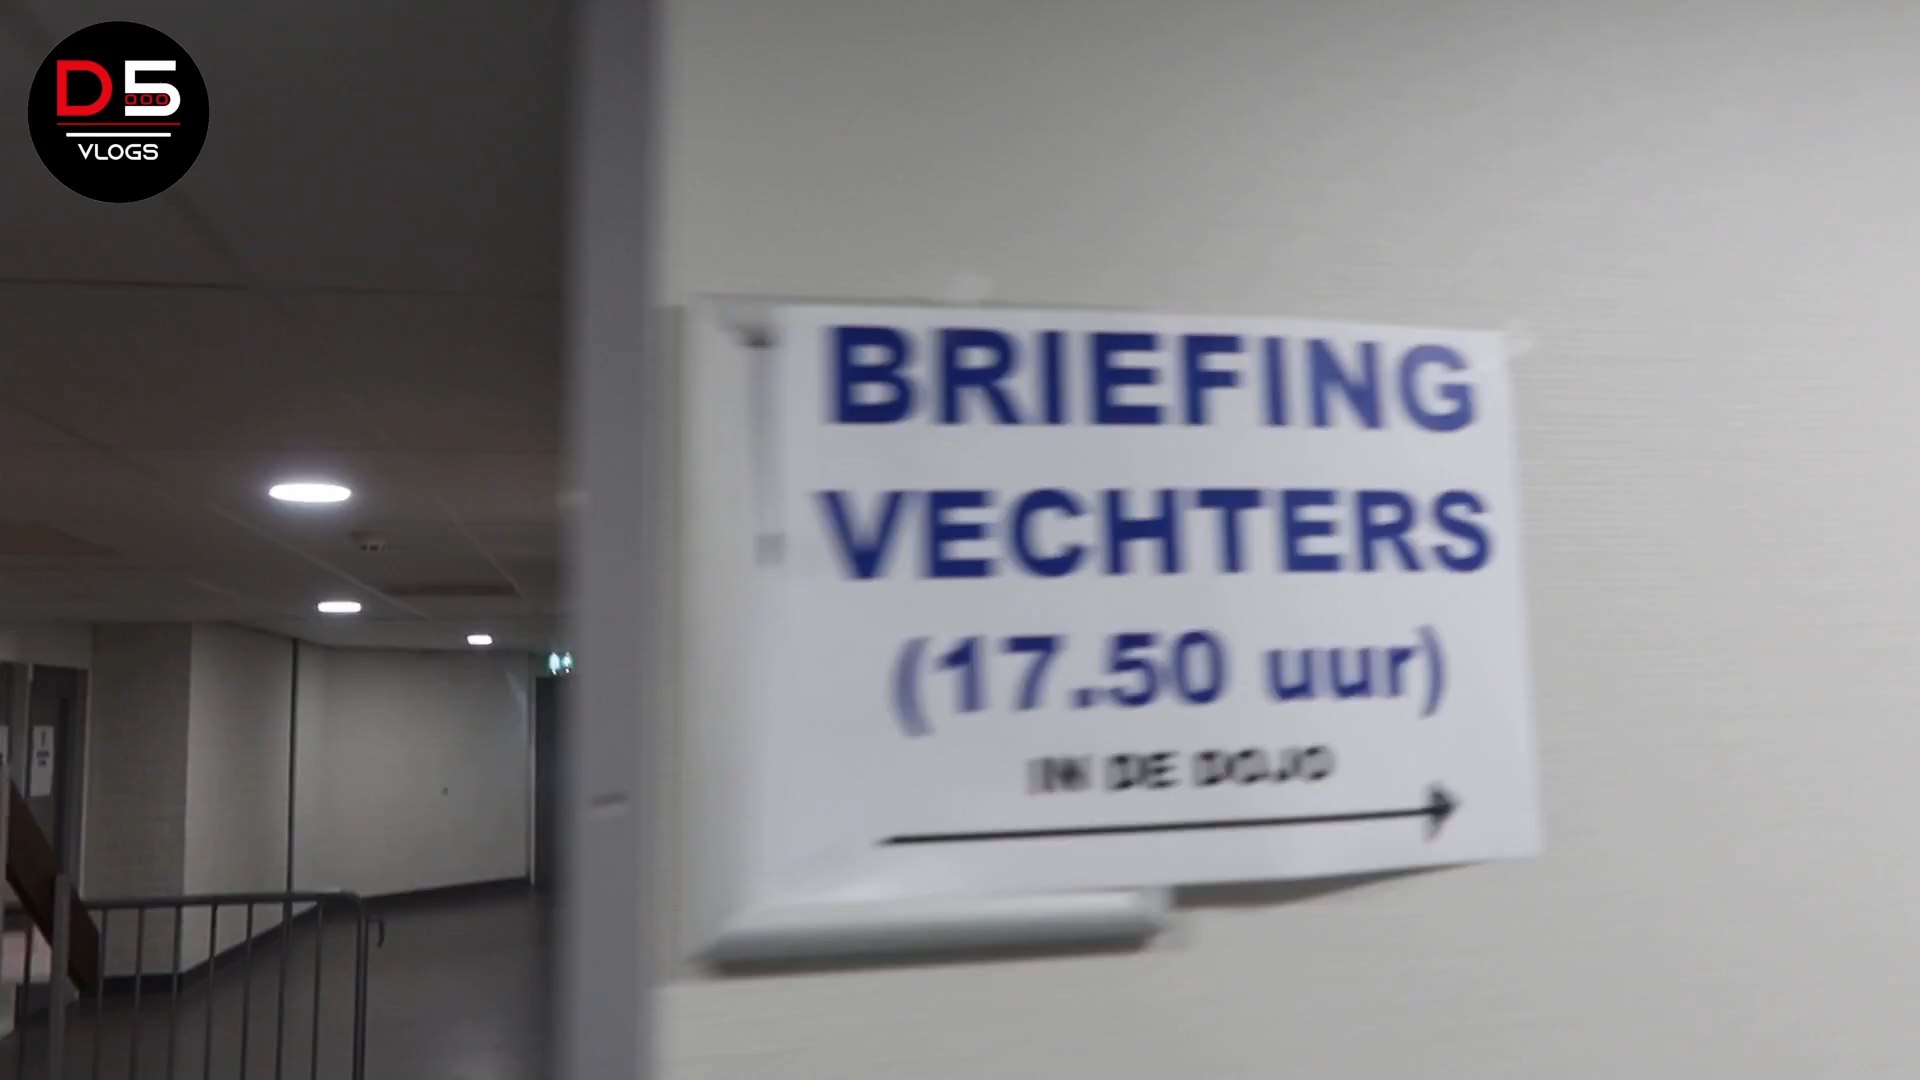 D5
VLOGS
BRIEFING
VECHTERS
(17.50 uur)
IN DE DOJO